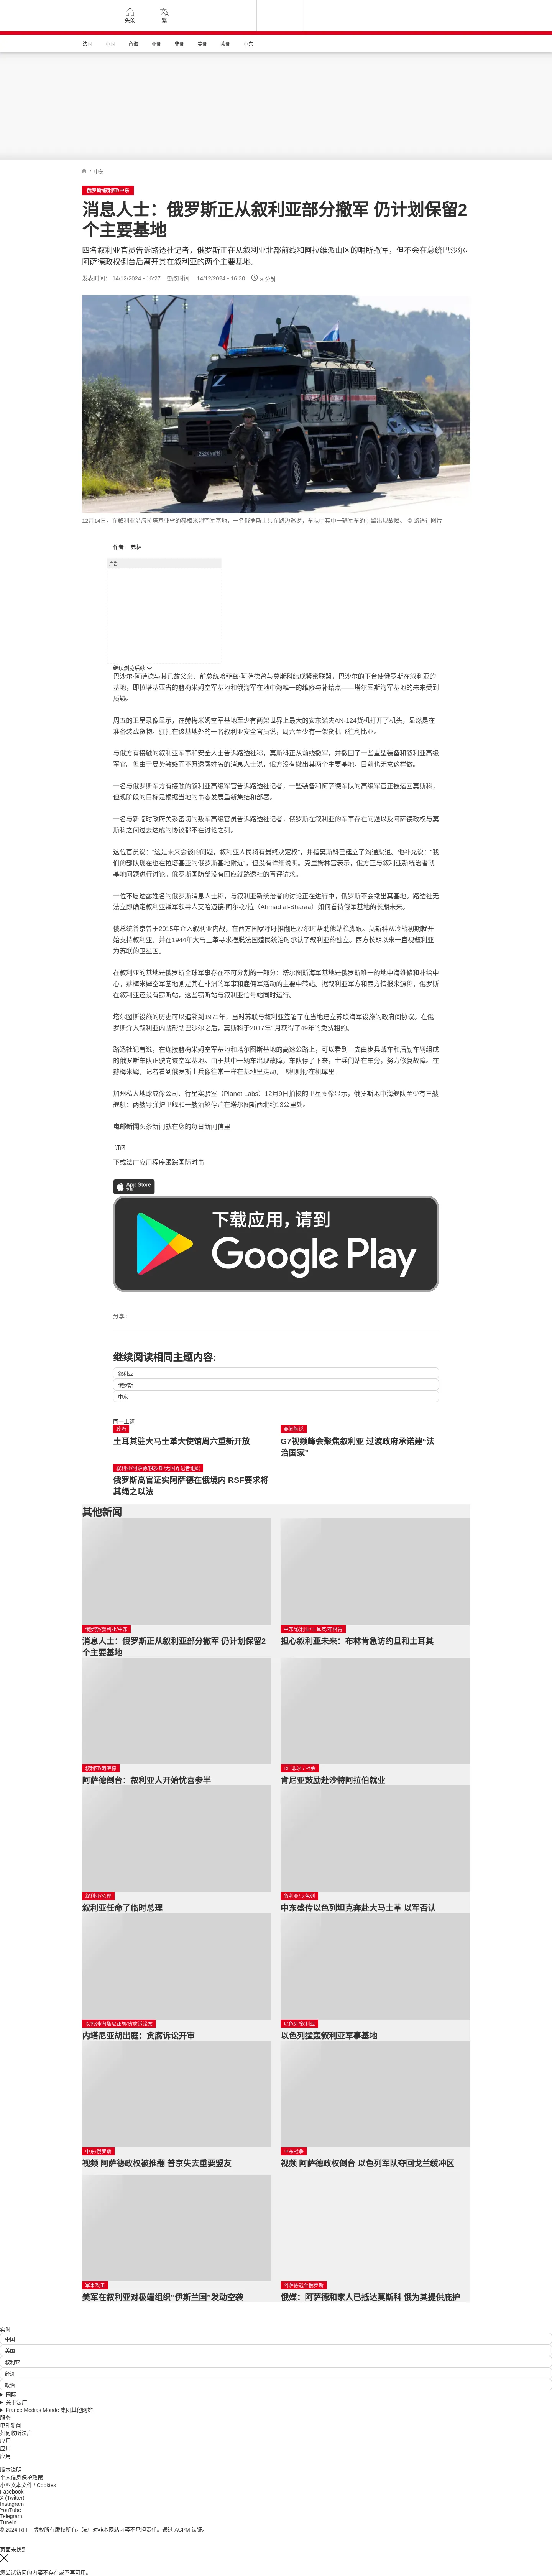 头条
繁
法国 中国 台海 亚洲 非洲 美洲 欧洲 中东
/ 中东
俄罗斯/叙利亚/中东
消息人士：俄罗斯正从叙利亚部分撤军 仍计划保留2
个主要基地
四名叙利亚官员告诉路透社记者，俄罗斯正在从叙利亚北部前线和阿拉维派山区的哨所撤军，但不会在总统巴沙尔·
阿萨德政权倒台后离开其在叙利亚的两个主要基地。
发表时间： 14/12/2024 - 16:27 更改时间： 14/12/2024 - 16:30 8 分钟
12月14日，在叙利亚沿海拉塔基亚省的赫梅米姆空军基地，一名俄罗斯士兵在路边巡逻，车队中其中一辆军车的引擎出现故障。 © 路透社图片
作者： 弗林
广告
继续浏览后续
巴沙尔·阿萨德与其已故父亲、前总统哈菲兹·阿萨德曾与莫斯科结成紧密联盟，巴沙尔的下台使俄罗斯在叙利亚的
基地，即拉塔基亚省的赫梅米姆空军基地和俄海军在地中海唯一的维修与补给点——塔尔图斯海军基地的未来受到
质疑。
周五的卫星录像显示，在赫梅米姆空军基地至少有两架世界上最大的安东诺夫AN-124货机打开了机头，显然是在
准备装载货物。驻扎在该基地外的一名叙利亚安全官员说，周六至少有一架货机飞往利比亚。
与俄方有接触的叙利亚军事和安全人士告诉路透社称，莫斯科正从前线撤军，并撤回了一些重型装备和叙利亚高级
军官。但由于局势敏感而不愿透露姓名的消息人士说，俄方没有撤出其两个主要基地，目前也无意这样做。
一名与俄罗斯军方有接触的叙利亚高级军官告诉路透社记者，一些装备和阿萨德军队的高级军官正被运回莫斯科，
但现阶段的目标是根据当地的事态发展重新集结和部署。
一名与新临时政府关系密切的叛军高级官员告诉路透社记者，俄罗斯在叙利亚的军事存在问题以及阿萨德政权与莫
斯科之间过去达成的协议都不在讨论之列。
这位官员说：“这是未来会谈的问题，叙利亚人民将有最终决定权”，并指莫斯科已建立了沟通渠道。他补充说：“我
们的部队现在也在拉塔基亚的俄罗斯基地附近”，但没有详细说明。克里姆林宫表示，俄方正与叙利亚新统治者就
基地问题进行讨论。俄罗斯国防部没有回应就路透社的置评请求。
一位不愿透露姓名的俄罗斯消息人士称，与叙利亚新统治者的讨论正在进行中，俄罗斯不会撤出其基地。路透社无
法立即确定叙利亚叛军领导人艾哈迈德·阿尔-沙拉（Ahmad al-Sharaa）如何看待俄军基地的长期未来。
俄总统普京曾于2015年介入叙利亚内战，在西方国家呼吁推翻巴沙尔时帮助他站稳脚跟。莫斯科从冷战初期就开
始支持叙利亚，并在1944年大马士革寻求摆脱法国殖民统治时承认了叙利亚的独立。西方长期以来一直视叙利亚
为苏联的卫星国。
在叙利亚的基地是俄罗斯全球军事存在不可分割的一部分：塔尔图斯海军基地是俄罗斯唯一的地中海维修和补给中
心，赫梅米姆空军基地则是其在非洲的军事和雇佣军活动的主要中转站。据叙利亚军方和西方情报来源称，俄罗斯
在叙利亚还设有窃听站，这些窃听站与叙利亚信号站同时运行。
塔尔图斯设施的历史可以追溯到1971年，当时苏联与叙利亚签署了在当地建立苏联海军设施的政府间协议。在俄
罗斯介入叙利亚内战帮助巴沙尔之后，莫斯科于2017年1月获得了49年的免费租约。
路透社记者说，在连接赫梅米姆空军基地和塔尔图斯基地的高速公路上，可以看到一支由步兵战车和后勤车辆组成
的俄罗斯车队正驶向该空军基地。由于其中一辆车出现故障，车队停了下来，士兵们站在车旁，努力修复故障。在
赫梅米姆，记者看到俄罗斯士兵像往常一样在基地里走动，飞机则停在机库里。
加州私人地球成像公司、行星实验室（Planet Labs）12月9日拍摄的卫星图像显示，俄罗斯地中海舰队至少有三艘
舰艇：两艘导弹护卫舰和一艘油轮停泊在塔尔图斯西北约13公里处。
电邮新闻头条新闻就在您的每日新闻信里
订阅
下载法广应用程序跟踪国际时事
App Store
下载
下载应用，请到
Google Play
分享 :
继续阅读相同主题内容:
叙利亚
俄罗斯
中东
同一主题
政治
土耳其驻大马士革大使馆周六重新开放
要闻解说
G7视频峰会聚焦叙利亚 过渡政府承诺建“法
治国家”
叙利亚/阿萨德/俄罗斯/无国界记者组织
俄罗斯高官证实阿萨德在俄境内 RSF要求将
其绳之以法
其他新闻
俄罗斯/叙利亚/中东
消息人士：俄罗斯正从叙利亚部分撤军 仍计划保留2
个主要基地
中东/叙利亚/土耳其/布林肯
担心叙利亚未来：布林肯急访约旦和土耳其
叙利亚/阿萨德
阿萨德倒台：叙利亚人开始忧喜参半
RFI非洲 / 社会
肯尼亚鼓励赴沙特阿拉伯就业
叙利亚/总理
叙利亚任命了临时总理
叙利亚/以色列
中东盛传以色列坦克奔赴大马士革 以军否认
以色列/内塔尼亚胡/贪腐诉讼案
内塔尼亚胡出庭：贪腐诉讼开审
以色列/叙利亚
以色列猛轰叙利亚军事基地
中东/俄罗斯
视频 阿萨德政权被推翻 普京失去重要盟友
中东战争
视频 阿萨德政权倒台 以色列军队夺回戈兰缓冲区
军事攻击
美军在叙利亚对极端组织“伊斯兰国”发动空袭
阿萨德逃至俄罗斯
俄媒：阿萨德和家人已抵达莫斯科 俄为其提供庇护
实时
中国
美国
叙利亚
经济
政治
国际
关于法广
France Médias Monde 集团其他网站
服务
电邮新闻
如何收听法广
应用
应用
应用
版本说明
个人信息保护政策
小型文本文件 / Cookies
Facebook
X (Twitter)
Instagram
YouTube
Telegram
TuneIn
© 2024 RFI – 版权所有版权所有。法广对非本网站内容不承担责任。通过 ACPM 认证。
页面未找到
您尝试访问的内容不存在或不再可用。